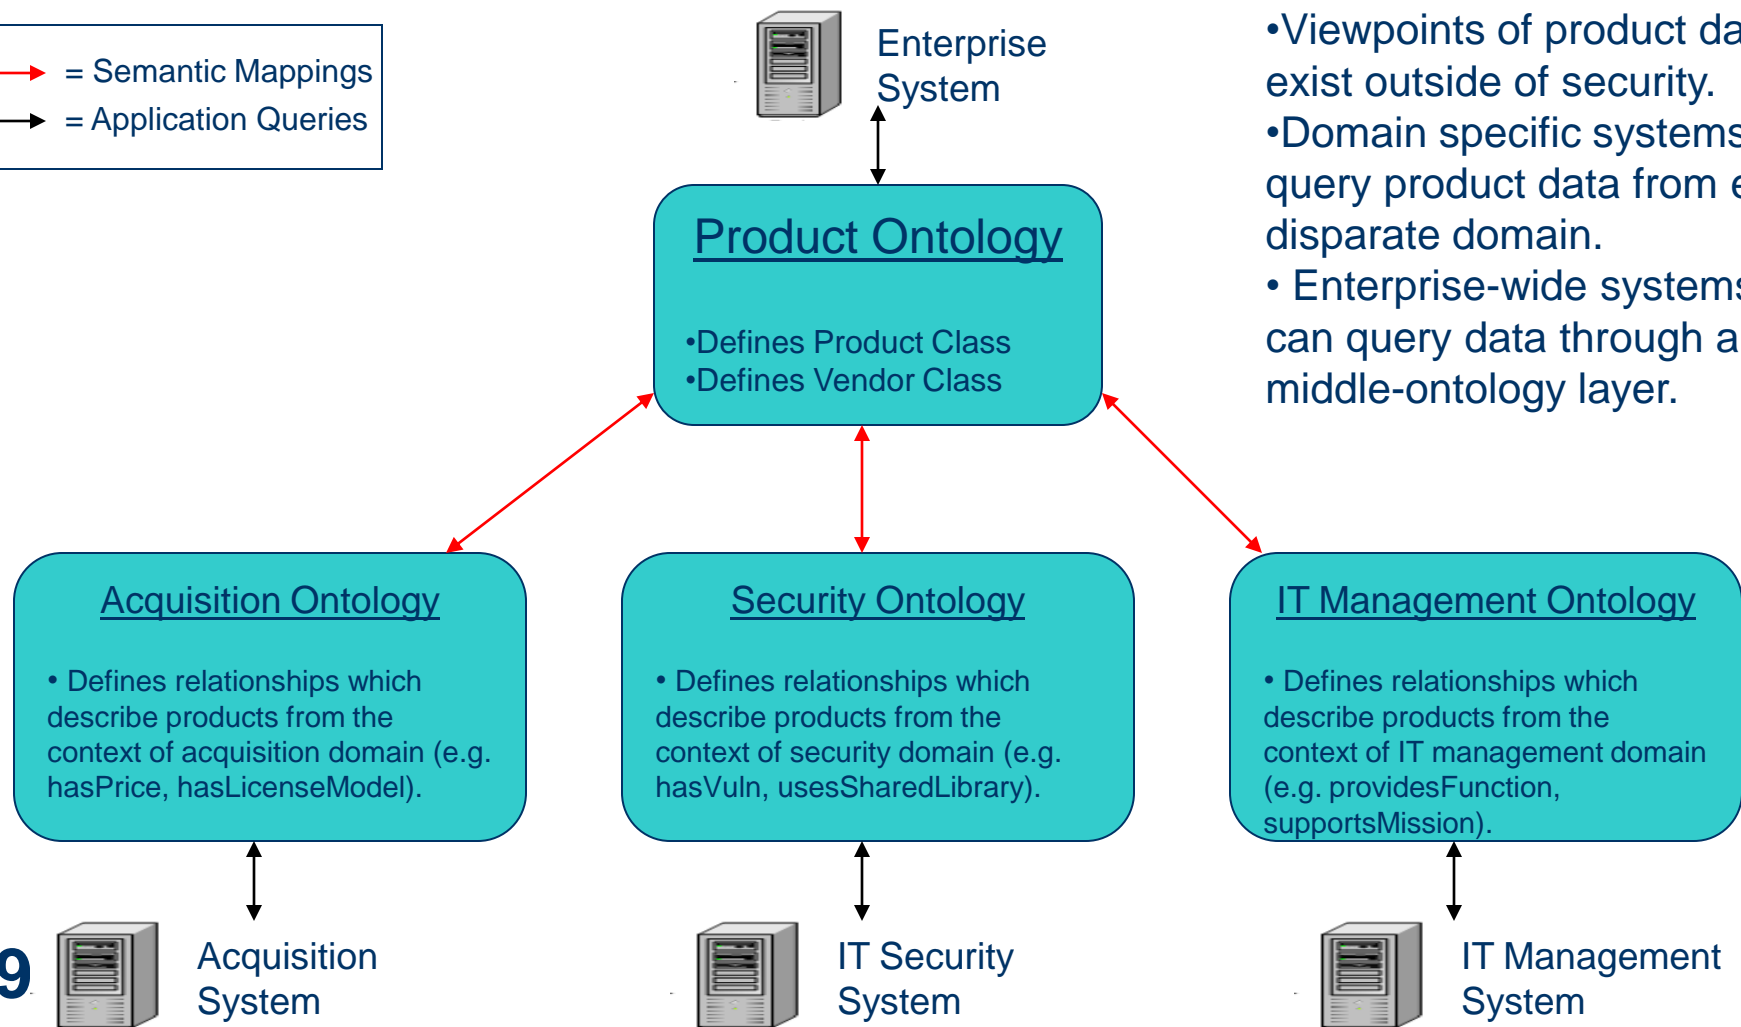 = Semantic Mappings
= Application Queries
Enterprise
System
•Viewpoints of product
exist outside of security.
•Domain specific systems
query product data from
disparate domain.
• Enterprise-wide systems
can query data through a
middle-ontology layer.
Product Ontology
•Defines Product Class
•Defines Vendor Class
Acquisition Ontology
• Defines relationships which
describe products from the
context of acquisition domain (e.g.
hasPrice, hasLicenseModel).
Security Ontology
• Defines relationships which
describe products from the
context of security domain (e.g.
hasVuln, usesSharedLibrary).
IT Management Ontology
• Defines relationships which
describe products from the
context of IT management domain
(e.g. providesFunction,
supportsMission).
9
Acquisition
System
IT Security
System
IT Management
System